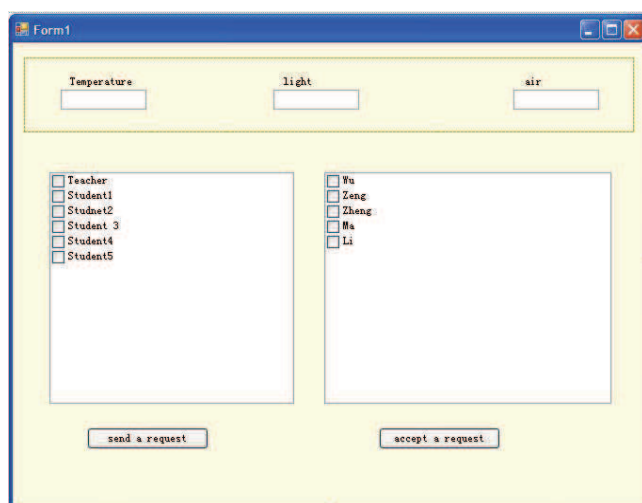 Form1
Temperature light air
Teacher
Student1
Studnet2
Student 3
Student4
Student5
Wu
Zeng
Zheng
Ma
Li
send a request accept a request